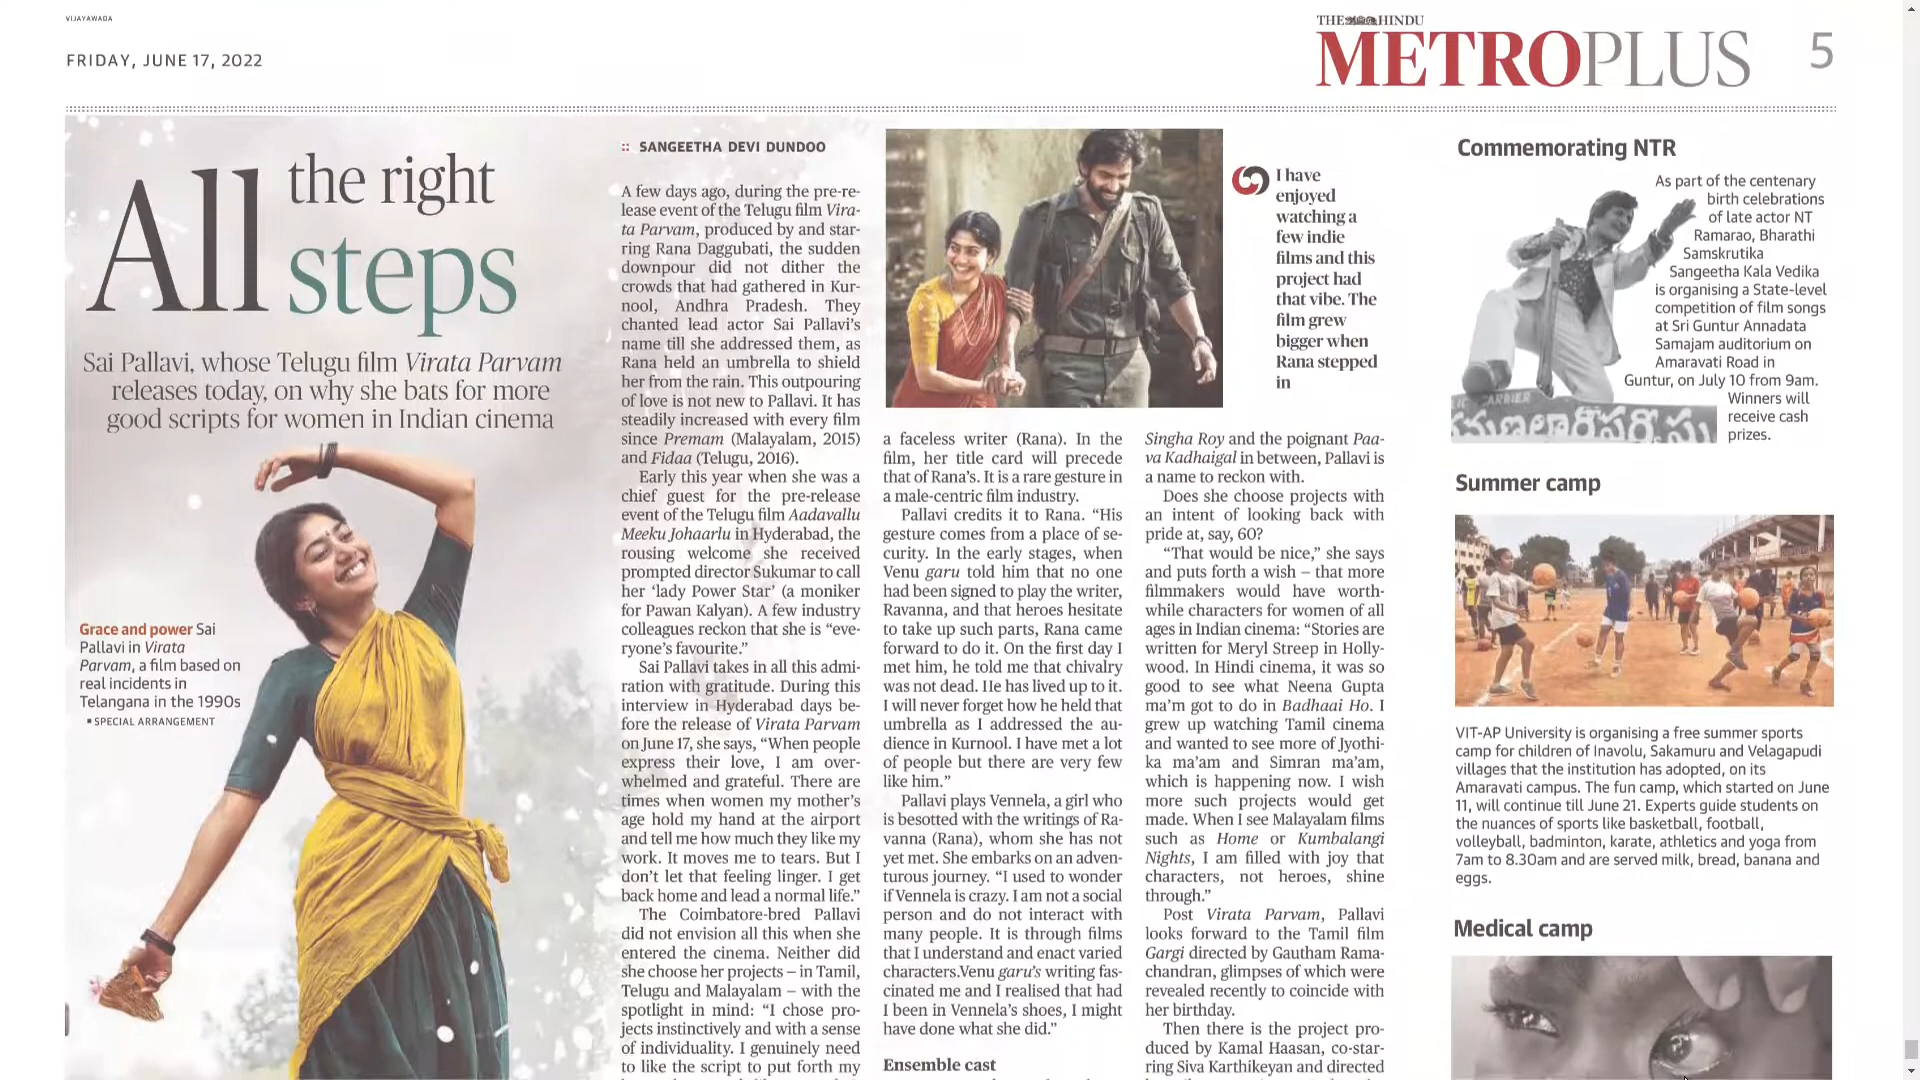 VIJAYAWADA
FRIDAY, JUNE 17, 2022
THE HINDU
METROPLUS
5
All the right
steps
Sai Pallavi, whose Telugu film Virata Parvam
releases today, on why she bats for more
good scripts for women in Indian cinema
Grace and power Sai
Pallavi in Virata
Parvam, a film based on
real incidents in
Telangana in the 1990s
▪ SPECIAL ARRANGEMENT
:: SANGEETHA DEVI DUNDOO
A few days ago, during the pre-re-
lease event of the Telugu film Vira-
ta Parvam, produced by and star-
ring Rana Daggubati, the sudden
downpour did not dither the
crowds that had gathered in Kur-
nool, Andhra Pradesh. They
chanted lead actor Sai Pallavi's
name till she addressed them, as
Rana held an umbrella to shield
her from the rain. This outpouring
of love is not new to Pallavi. It has
steadily increased with every film
since Premam (Malayalam, 2015)
and Fidaa (Telugu, 2016).
Early this year when she was a
chief guest for the pre-release
event of the Telugu film Aadavallu
Meeku Johaarlu in Hyderabad, the
rousing welcome she received
prompted director Sukumar to call
her 'lady Power Star' (a moniker
for Pawan Kalyan). A few industry
colleagues reckon that she is "eve-
ryone's favourite."
Sai Pallavi takes in all this admi-
ration with gratitude. During this
interview in Hyderabad days be-
fore the release of Virata Parvam
on June 17, she says, "When people
express their love, I am over-
whelmed and grateful. There are
times when women my mother's
age hold my hand at the airport
and tell me how much they like my
work. It moves me to tears. But I
don't let that feeling linger. I get
back home and lead a normal life."
The Coimbatore-bred Pallavi
did not envision all this when she
entered the cinema. Neither did
she choose her projects – in Tamil,
Telugu and Malayalam – with the
spotlight in mind: "I chose pro-
jects instinctively and with a sense
of individuality. I genuinely need
to like the script to put forth my
I have
enjoyed
watching a
few indie
films and this
project had
that vibe. The
film grew
bigger when
Rana stepped
in
a faceless writer (Rana). In the
film, her title card will precede
that of Rana's. It is a rare gesture in
a male-centric film industry.
Pallavi credits it to Rana. "His
gesture comes from a place of se-
curity. In the early stages, when
Venu garu told him that no one
had been signed to play the writer,
Ravanna, and that heroes hesitate
to take up such parts, Rana came
forward to do it. On the first day I
met him, he told me that chivalry
was not dead. He has lived up to it.
I will never forget how he held that
umbrella as I addressed the au-
dience in Kurnool. I have met a lot
of people but there are very few
like him."
Pallavi plays Vennela, a girl who
is besotted with the writings of Ra-
vanna (Rana), whom she has not
yet met. She embarks on an adven-
turous journey. "I used to wonder
if Vennela is crazy. I am not a social
person and do not interact with
many people. It is through films
that I understand and enact varied
characters.Venu garu's writing fas-
cinated me and I realised that had
I been in Vennela's shoes, I might
have done what she did."
Ensemble cast
Singha Roy and the poignant Paa-
va Kadhaigal in between, Pallavi is
a name to reckon with.
Does she choose projects with
an intent of looking back with
pride at, say, 60?
"That would be nice," she says
and puts forth a wish – that more
filmmakers would have worth-
while characters for women of all
ages in Indian cinema: "Stories are
written for Meryl Streep in Holly-
wood. In Hindi cinema, it was so
good to see what Neena Gupta
ma'm got to do in Badhaai Ho. I
grew up watching Tamil cinema
and wanted to see more of Jyothi-
ka ma'am and Simran ma'am,
which is happening now. I wish
more such projects would get
made. When I see Malayalam films
such as Home or Kumbalangi
Nights, I am filled with joy that
characters, not heroes, shine
through."
Post Virata Parvam, Pallavi
looks forward to the Tamil film
Gargi directed by Gautham Rama-
chandran, glimpses of which were
revealed recently to coincide with
her birthday.
Then there is the project pro-
duced by Kamal Haasan, co-star-
ring Siva Karthikeyan and directed
Commemorating NTR
As part of the centenary
birth celebrations
of late actor NT
Ramarao, Bharathi
Samskrutika
Sangeetha Kala Vedika
is organising a State-level
competition of film songs
at Sri Guntur Annadata
Samajam auditorium on
Amaravati Road in
Guntur, on July 10 from 9am.
Winners will
receive cash
prizes.
CARRIER
Summer camp
VIT-AP University is organising a free summer sports
camp for children of Inavolu, Sakamuru and Velagapudi
villages that the institution has adopted, on its
Amaravati campus. The fun camp, which started on June
11, will continue till June 21. Experts guide students on
the nuances of sports like basketball, football,
volleyball, badminton, karate, athletics and yoga from
7am to 8.30am and are served milk, bread, banana and
eggs.
Medical camp